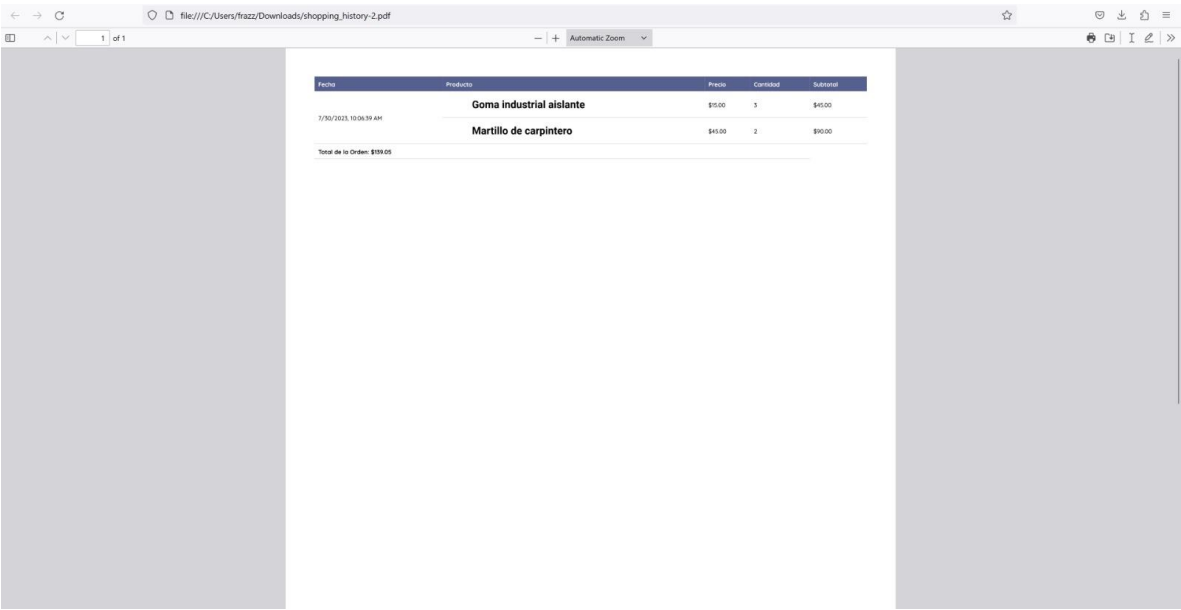 file:///C:/Users/frazz/Downloads/shopping_history-2.pdf
1 of 1 Automatic Zoom
Fecha Producto Precio Cantidad Subtotal
Goma industrial aislante $15.00 3 $45.00
7/30/2023, 10:06:39 AM
Martillo de carpintero $45.00 2 $90.00
Total de la Orden: $139.05